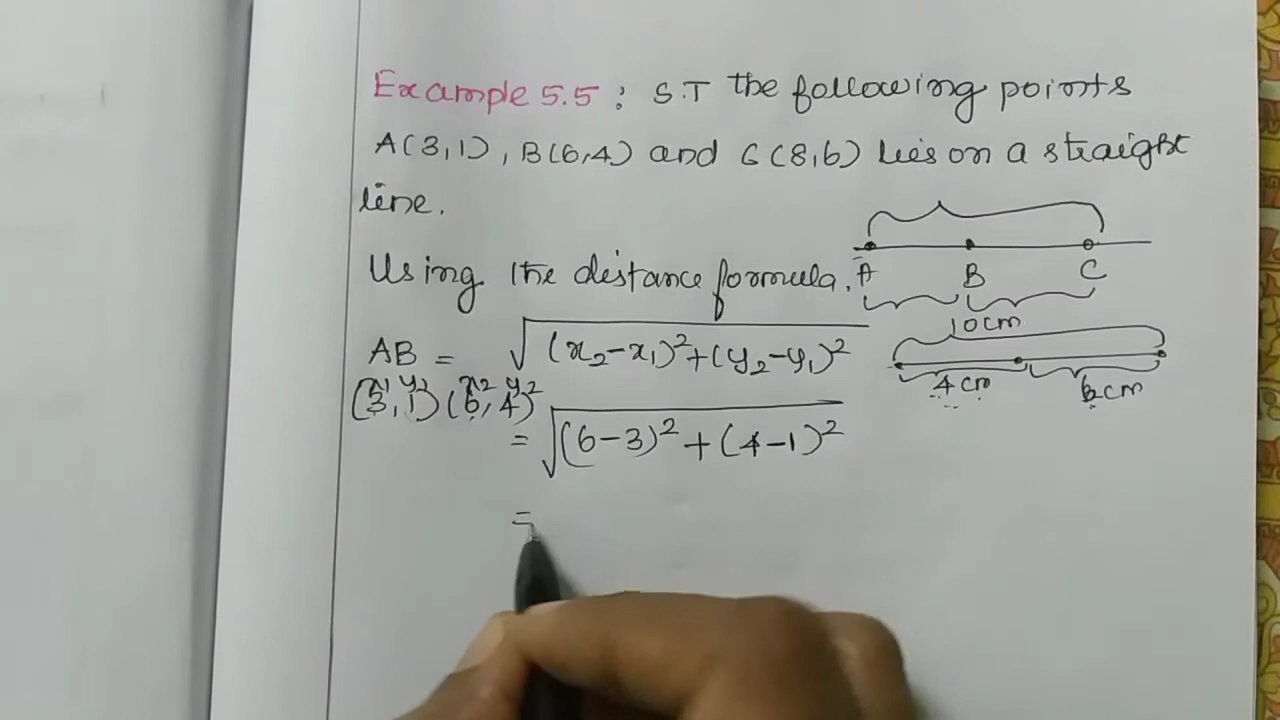 Example 5.5 : S.T the following points
A(3,1), B(6,4) and C(8,6) lies on a straight
line.
Using the distance formula.
A B C
10cm
4cm 6cm
AB = √(x₂-x₁)²+(y₂-y₁)²
x₁ y₁ x₂ y₂
(3,1)(6,4)
= √(6-3)²+(4-1)²
=